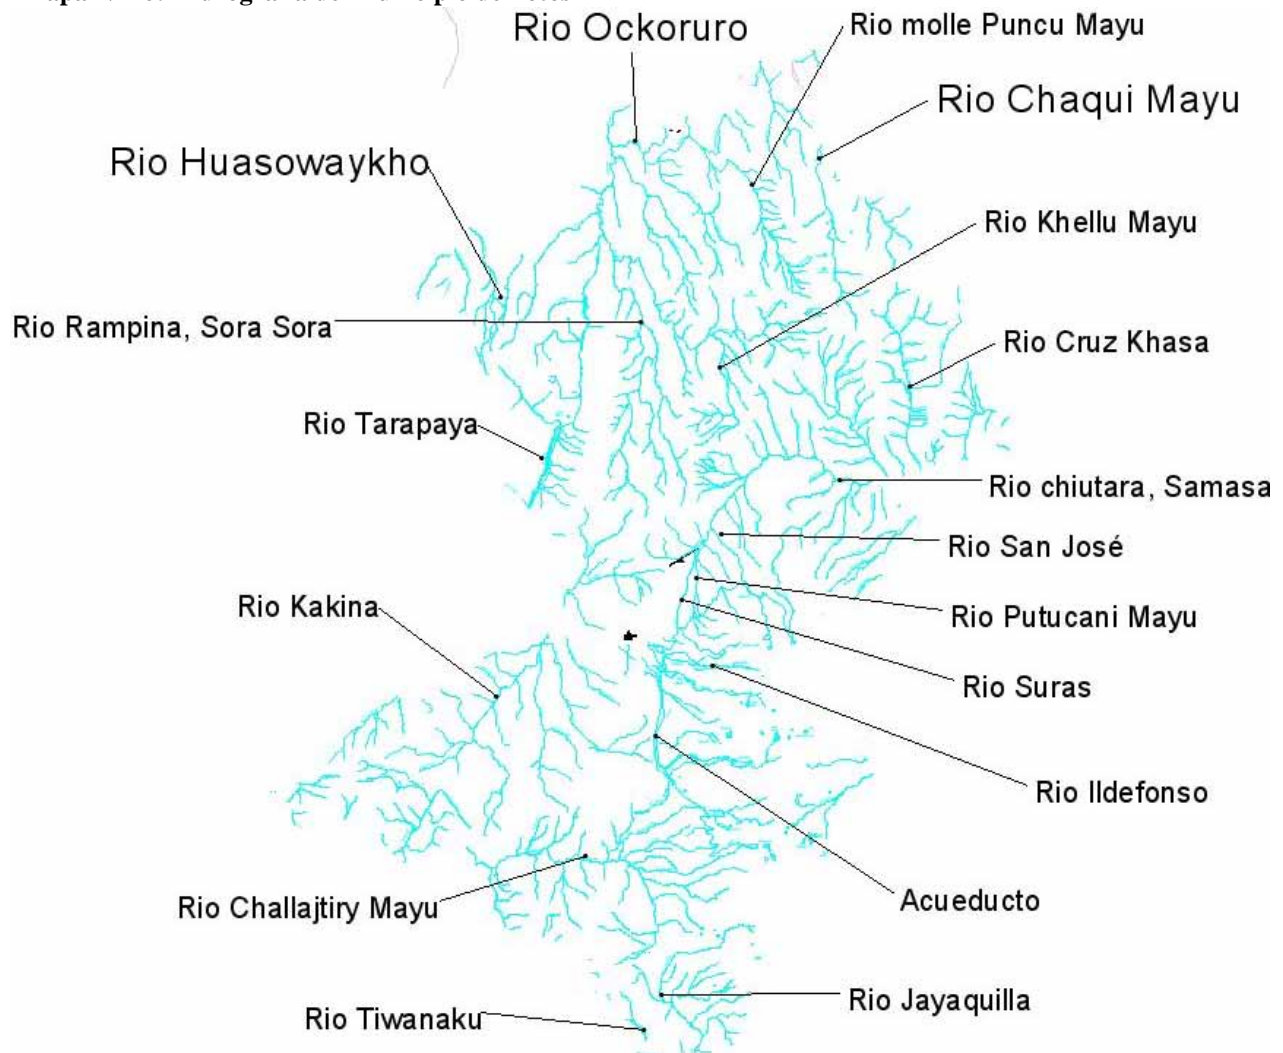 Rio Ockoruro
Rio molle Puncu Mayu
Rio Chaqui Mayu
Rio Huasowaykho
Rio Khellu Mayu
Rio Rampina, Sora Sora
Rio Cruz Khasa
Rio Tarapaya
Rio chiutara, Samasa
Rio San José
Rio Kakina
Rio Putucani Mayu
Rio Suras
Rio Ildefonso
Rio Challajtiry Mayu
Acueducto
Rio Jayaquilla
Rio Tiwanaku